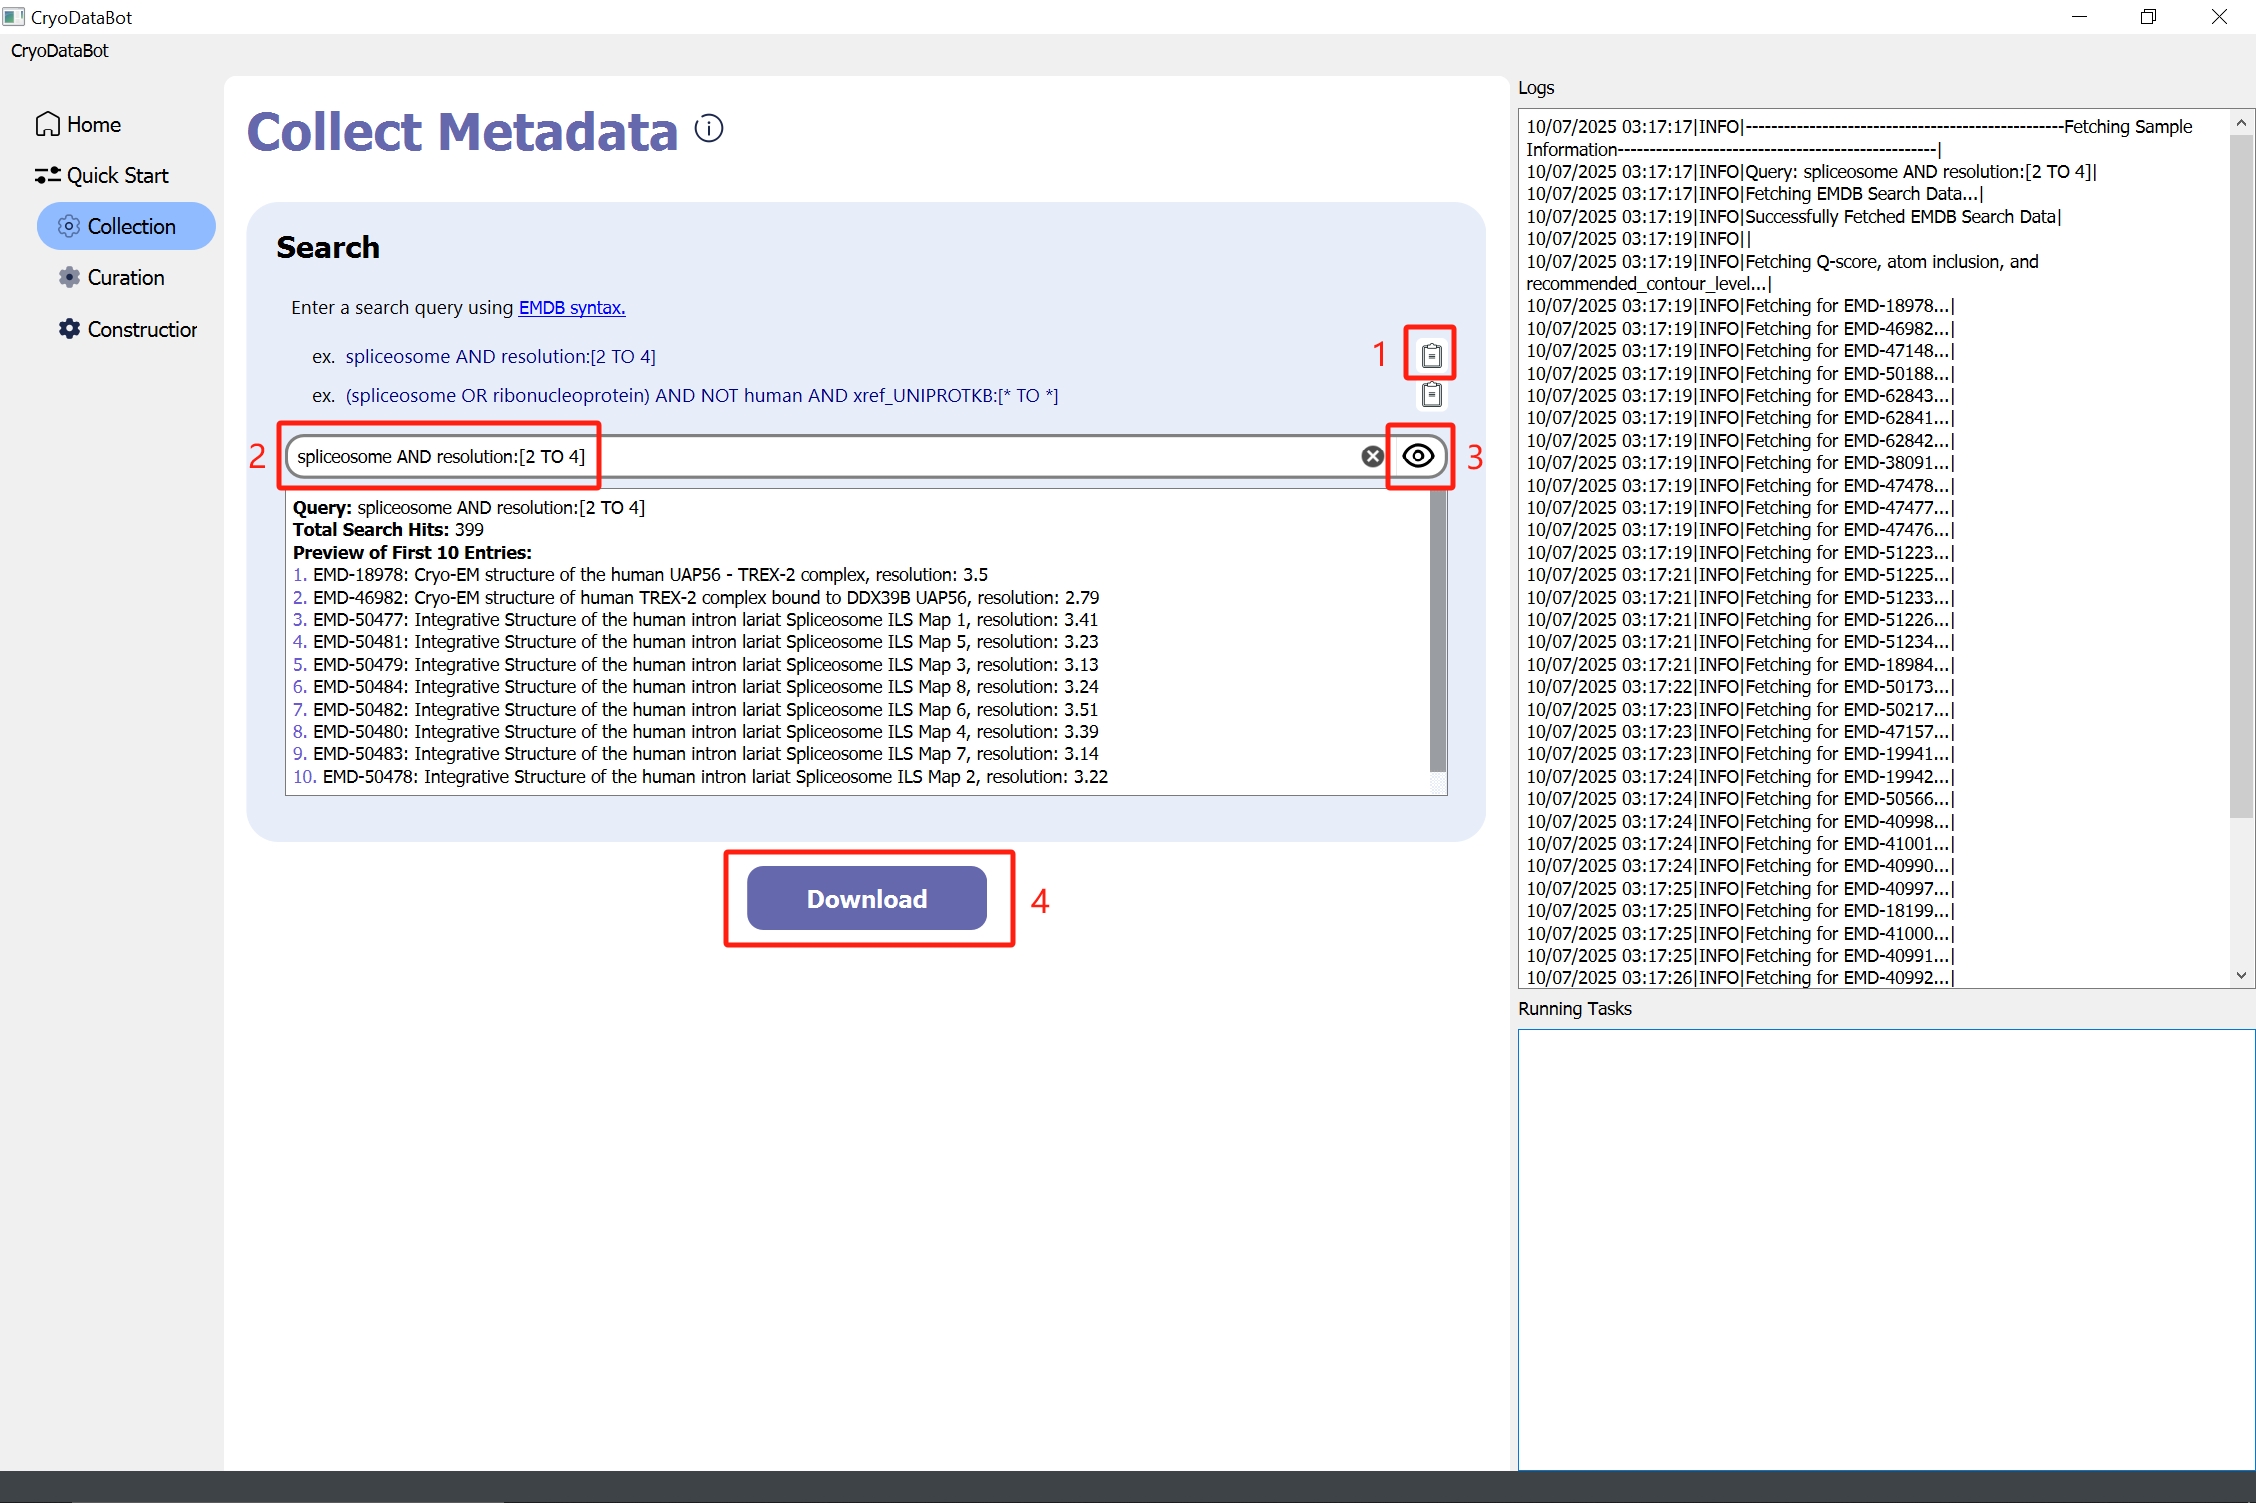 CryoDataBot
CryoDataBot
Home
Quick Start
Collection
Curation
Construction
Collect Metadata
Search
Enter a search query using EMDB syntax.
ex. spliceosome AND resolution:[2 TO 4]
1
ex. (spliceosome OR ribonucleoprotein) AND NOT human AND xref_UNIPROTKB:[* TO *]
2
spliceosome AND resolution:[2 TO 4]
3
Query: spliceosome AND resolution:[2 TO 4]
Total Search Hits: 399
Preview of First 10 Entries:
1. EMD-18978: Cryo-EM structure of the human UAP56 - TREX-2 complex, resolution: 3.5
2. EMD-46982: Cryo-EM structure of human TREX-2 complex bound to DDX39B UAP56, resolution: 2.79
3. EMD-50477: Integrative Structure of the human intron lariat Spliceosome ILS Map 1, resolution: 3.41
4. EMD-50481: Integrative Structure of the human intron lariat Spliceosome ILS Map 5, resolution: 3.23
5. EMD-50479: Integrative Structure of the human intron lariat Spliceosome ILS Map 3, resolution: 3.13
6. EMD-50484: Integrative Structure of the human intron lariat Spliceosome ILS Map 8, resolution: 3.24
7. EMD-50482: Integrative Structure of the human intron lariat Spliceosome ILS Map 6, resolution: 3.51
8. EMD-50480: Integrative Structure of the human intron lariat Spliceosome ILS Map 4, resolution: 3.39
9. EMD-50483: Integrative Structure of the human intron lariat Spliceosome ILS Map 7, resolution: 3.14
10. EMD-50478: Integrative Structure of the human intron lariat Spliceosome ILS Map 2, resolution: 3.22
Download
4
Logs
10/07/2025 03:17:17|INFO|--------------------------------------------------Fetching Sample
Information--------------------------------------------------|
10/07/2025 03:17:17|INFO|Query: spliceosome AND resolution:[2 TO 4]|
10/07/2025 03:17:17|INFO|Fetching EMDB Search Data...|
10/07/2025 03:17:19|INFO|Successfully Fetched EMDB Search Data|
10/07/2025 03:17:19|INFO||
10/07/2025 03:17:19|INFO|Fetching Q-score, atom inclusion, and
recommended_contour_level...|
10/07/2025 03:17:19|INFO|Fetching for EMD-18978...|
10/07/2025 03:17:19|INFO|Fetching for EMD-46982...|
10/07/2025 03:17:19|INFO|Fetching for EMD-47148...|
10/07/2025 03:17:19|INFO|Fetching for EMD-50188...|
10/07/2025 03:17:19|INFO|Fetching for EMD-62843...|
10/07/2025 03:17:19|INFO|Fetching for EMD-62841...|
10/07/2025 03:17:19|INFO|Fetching for EMD-62842...|
10/07/2025 03:17:19|INFO|Fetching for EMD-38091...|
10/07/2025 03:17:19|INFO|Fetching for EMD-47478...|
10/07/2025 03:17:19|INFO|Fetching for EMD-47477...|
10/07/2025 03:17:19|INFO|Fetching for EMD-47476...|
10/07/2025 03:17:19|INFO|Fetching for EMD-51223...|
10/07/2025 03:17:21|INFO|Fetching for EMD-51225...|
10/07/2025 03:17:21|INFO|Fetching for EMD-51233...|
10/07/2025 03:17:21|INFO|Fetching for EMD-51226...|
10/07/2025 03:17:21|INFO|Fetching for EMD-51234...|
10/07/2025 03:17:21|INFO|Fetching for EMD-18984...|
10/07/2025 03:17:22|INFO|Fetching for EMD-50173...|
10/07/2025 03:17:23|INFO|Fetching for EMD-50217...|
10/07/2025 03:17:23|INFO|Fetching for EMD-47157...|
10/07/2025 03:17:23|INFO|Fetching for EMD-19941...|
10/07/2025 03:17:24|INFO|Fetching for EMD-19942...|
10/07/2025 03:17:24|INFO|Fetching for EMD-50566...|
10/07/2025 03:17:24|INFO|Fetching for EMD-40998...|
10/07/2025 03:17:24|INFO|Fetching for EMD-41001...|
10/07/2025 03:17:24|INFO|Fetching for EMD-40990...|
10/07/2025 03:17:25|INFO|Fetching for EMD-40997...|
10/07/2025 03:17:25|INFO|Fetching for EMD-18199...|
10/07/2025 03:17:25|INFO|Fetching for EMD-41000...|
10/07/2025 03:17:25|INFO|Fetching for EMD-40991...|
10/07/2025 03:17:26|INFO|Fetching for EMD-40992...|
Running Tasks